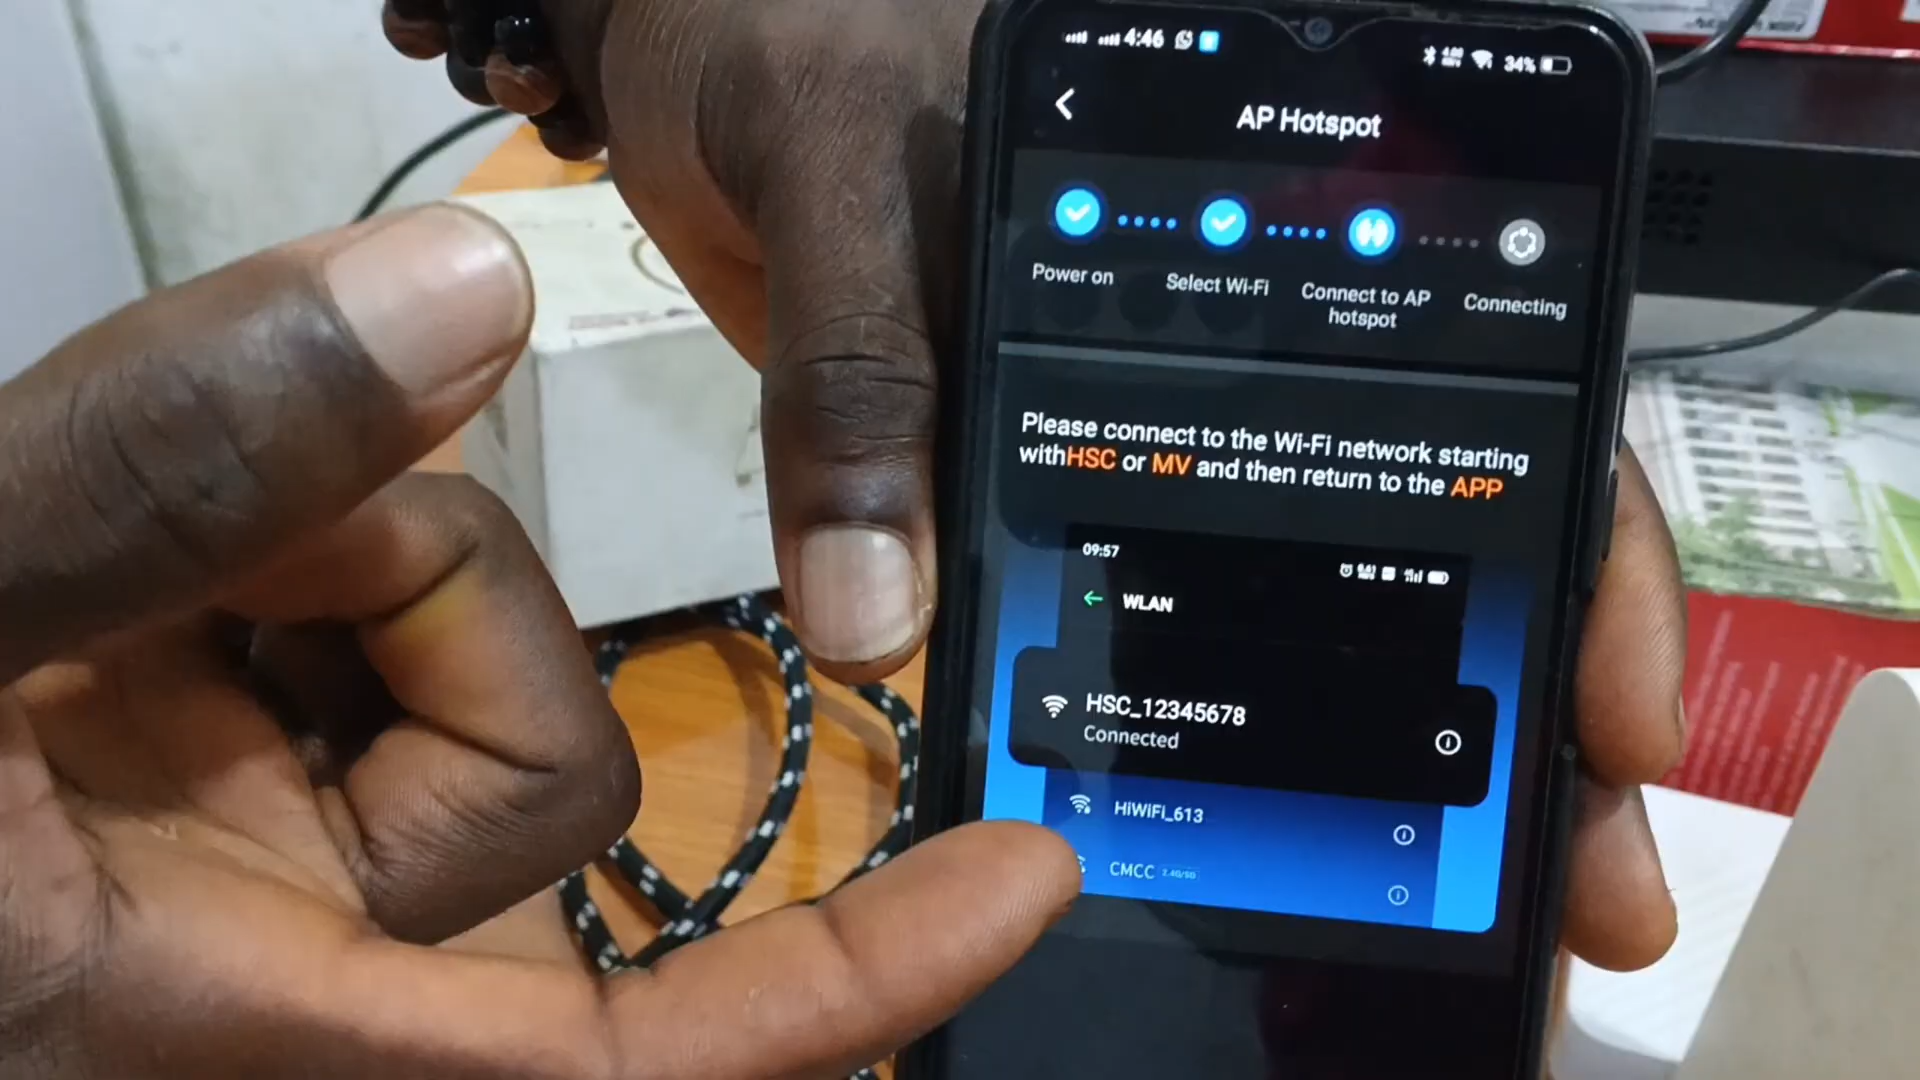 4:46
34%
AP Hotspot
Power on
Select Wi-Fi
Connect to AP
hotspot
Connecting
Please connect to the Wi-Fi network starting
withHSC or MV and then return to the APP
09:57
WLAN
HSC_12345678
Connected
HiWiFi_613
CMCC